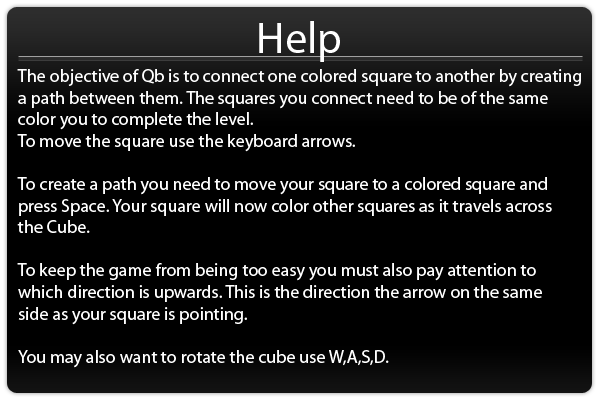 Help
The objective of Qb is to connect one colored square to another by creating
a path between them. The squares you connect need to be of the same
color you to complete the level.
To move the square use the keyboard arrows.
To create a path you need to move your square to a colored square and
press Space. Your square will now color other squares as it travels across
the Cube.
To keep the game from being too easy you must also pay attention to
which direction is upwards. This is the direction the arrow on the same
side as your square is pointing.
You may also want to rotate the cube use W,A,S,D.